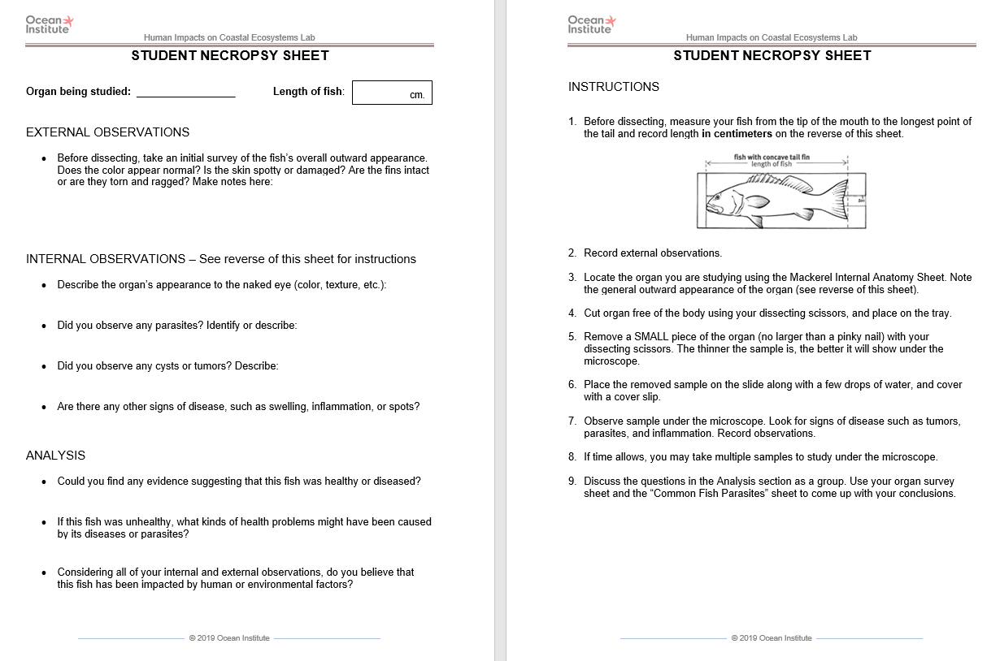 Ocean
Institute
Human Impacts on Coastal Ecosystems Lab
STUDENT NECROPSY SHEET
Organ being studied: __________________
Length of fish:
cm.
EXTERNAL OBSERVATIONS
• Before dissecting, take an initial survey of the fish’s overall outward appearance.
Does the color appear normal? Is the skin spotty or damaged? Are the fins intact
or are they torn and ragged? Make notes here:
INTERNAL OBSERVATIONS – See reverse of this sheet for instructions
• Describe the organ’s appearance to the naked eye (color, texture, etc.):
• Did you observe any parasites? Identify or describe:
• Did you observe any cysts or tumors? Describe:
• Are there any other signs of disease, such as swelling, inflammation, or spots?
ANALYSIS
• Could you find any evidence suggesting that this fish was healthy or diseased?
• If this fish was unhealthy, what kinds of health problems might have been caused
by its diseases or parasites?
• Considering all of your internal and external observations, do you believe that
this fish has been impacted by human or environmental factors?
© 2019 Ocean Institute
Ocean
Institute
Human Impacts on Coastal Ecosystems Lab
STUDENT NECROPSY SHEET
INSTRUCTIONS
1. Before dissecting, measure your fish from the tip of the mouth to the longest point of
the tail and record length in centimeters on the reverse of this sheet.
fish with concave tail fin
length of fish
2. Record external observations.
3. Locate the organ you are studying using the Mackerel Internal Anatomy Sheet. Note
the general outward appearance of the organ (see reverse of this sheet).
4. Cut organ free of the body using your dissecting scissors, and place on the tray.
5. Remove a SMALL piece of the organ (no larger than a pinky nail) with your
dissecting scissors. The thinner the sample is, the better it will show under the
microscope.
6. Place the removed sample on the slide along with a few drops of water, and cover
with a cover slip.
7. Observe sample under the microscope. Look for signs of disease such as tumors,
parasites, and inflammation. Record observations.
8. If time allows, you may take multiple samples to study under the microscope.
9. Discuss the questions in the Analysis section as a group. Use your organ survey
sheet and the “Common Fish Parasites” sheet to come up with your conclusions.
© 2019 Ocean Institute